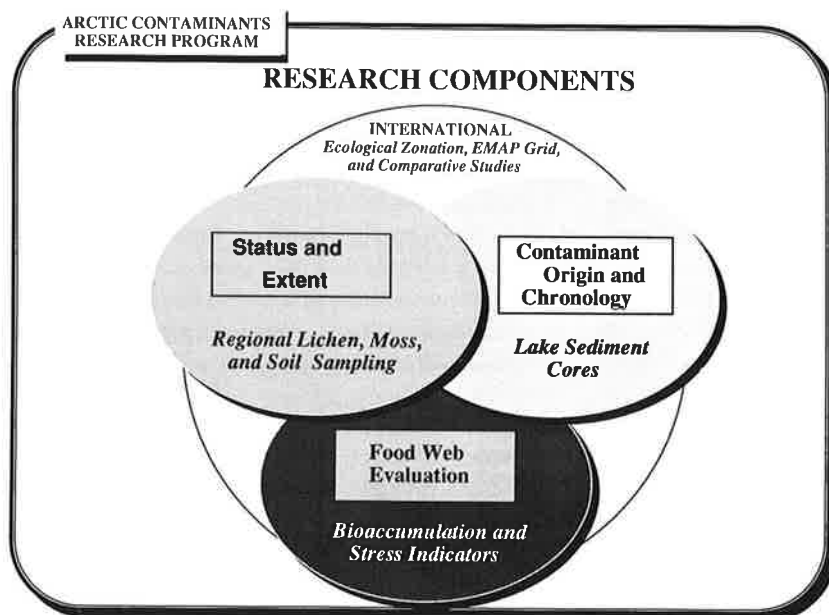 ARCTIC CONTAMINANTS
RESEARCH PROGRAM
RESEARCH COMPONENTS
INTERNATIONAL
Ecological Zonation, EMAP Grid,
and Comparative Studies
Status and
Extent
Regional Lichen, Moss,
and Soil Sampling
Contaminant
Origin and
Chronology
Lake Sediment
Cores
Food Web
Evaluation
Bioaccumulation and
Stress Indicators